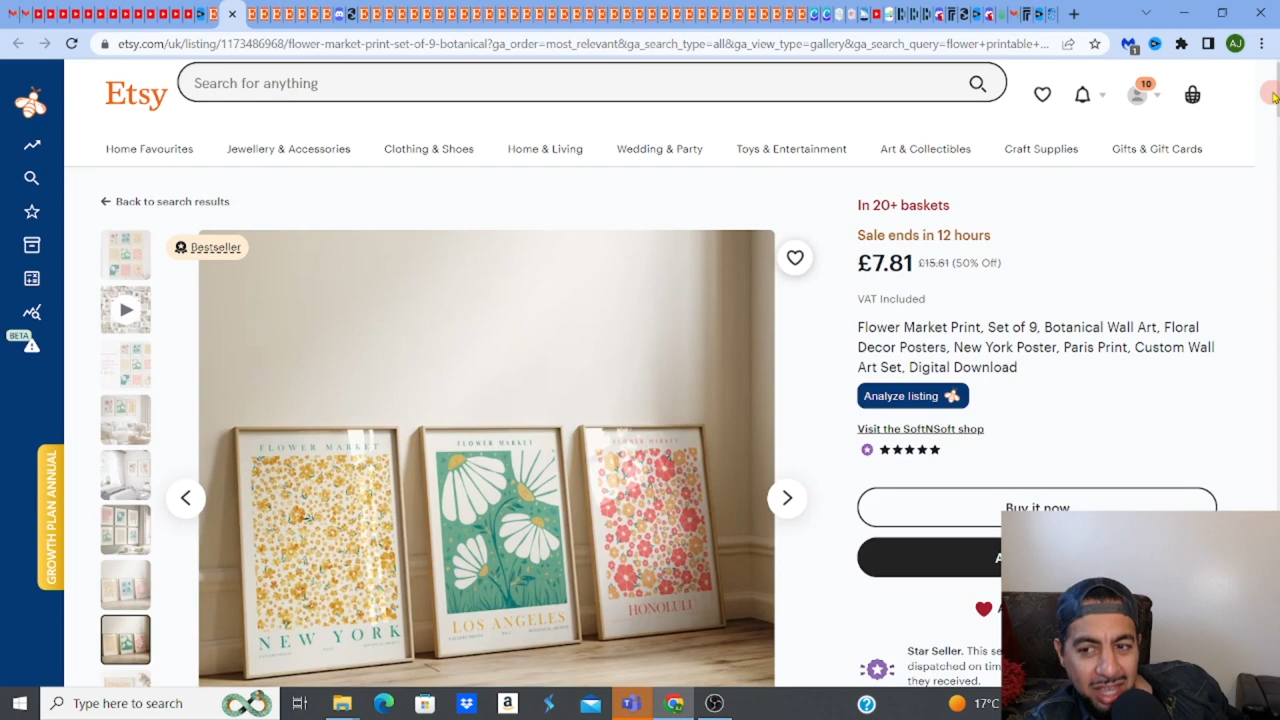 etsy.com/uk/listing/1173486968/flower-market-print-set-of-9-botanical?ga_order=most_relevant&ga_search_type=all&ga_view_type=gallery&ga_search_query=flower+printable+...
AJ
Etsy
Search for anything
10
Home Favourites
Jewellery & Accessories
Clothing & Shoes
Home & Living
Wedding & Party
Toys & Entertainment
Art & Collectibles
Craft Supplies
Gifts & Gift Cards
Back to search results
Bestseller
In 20+ baskets
Sale ends in 12 hours
£7.81 £15.61 (50% Off)
VAT Included
Flower Market Print, Set of 9, Botanical Wall Art, Floral
Decor Posters, New York Poster, Paris Print, Custom Wall
Art Set, Digital Download
Analyze listing
Visit the SoftNSoft shop
Buy it now
A
Star Seller. This se
dispatched on tim
they received.
BETA
GROWTH PLAN ANNUAL
FLOWER MARKET
NEW YORK
FLOWER MARKET
LOS ANGELES
FLOWER MARKET
HONOLULU
Type here to search
17°C